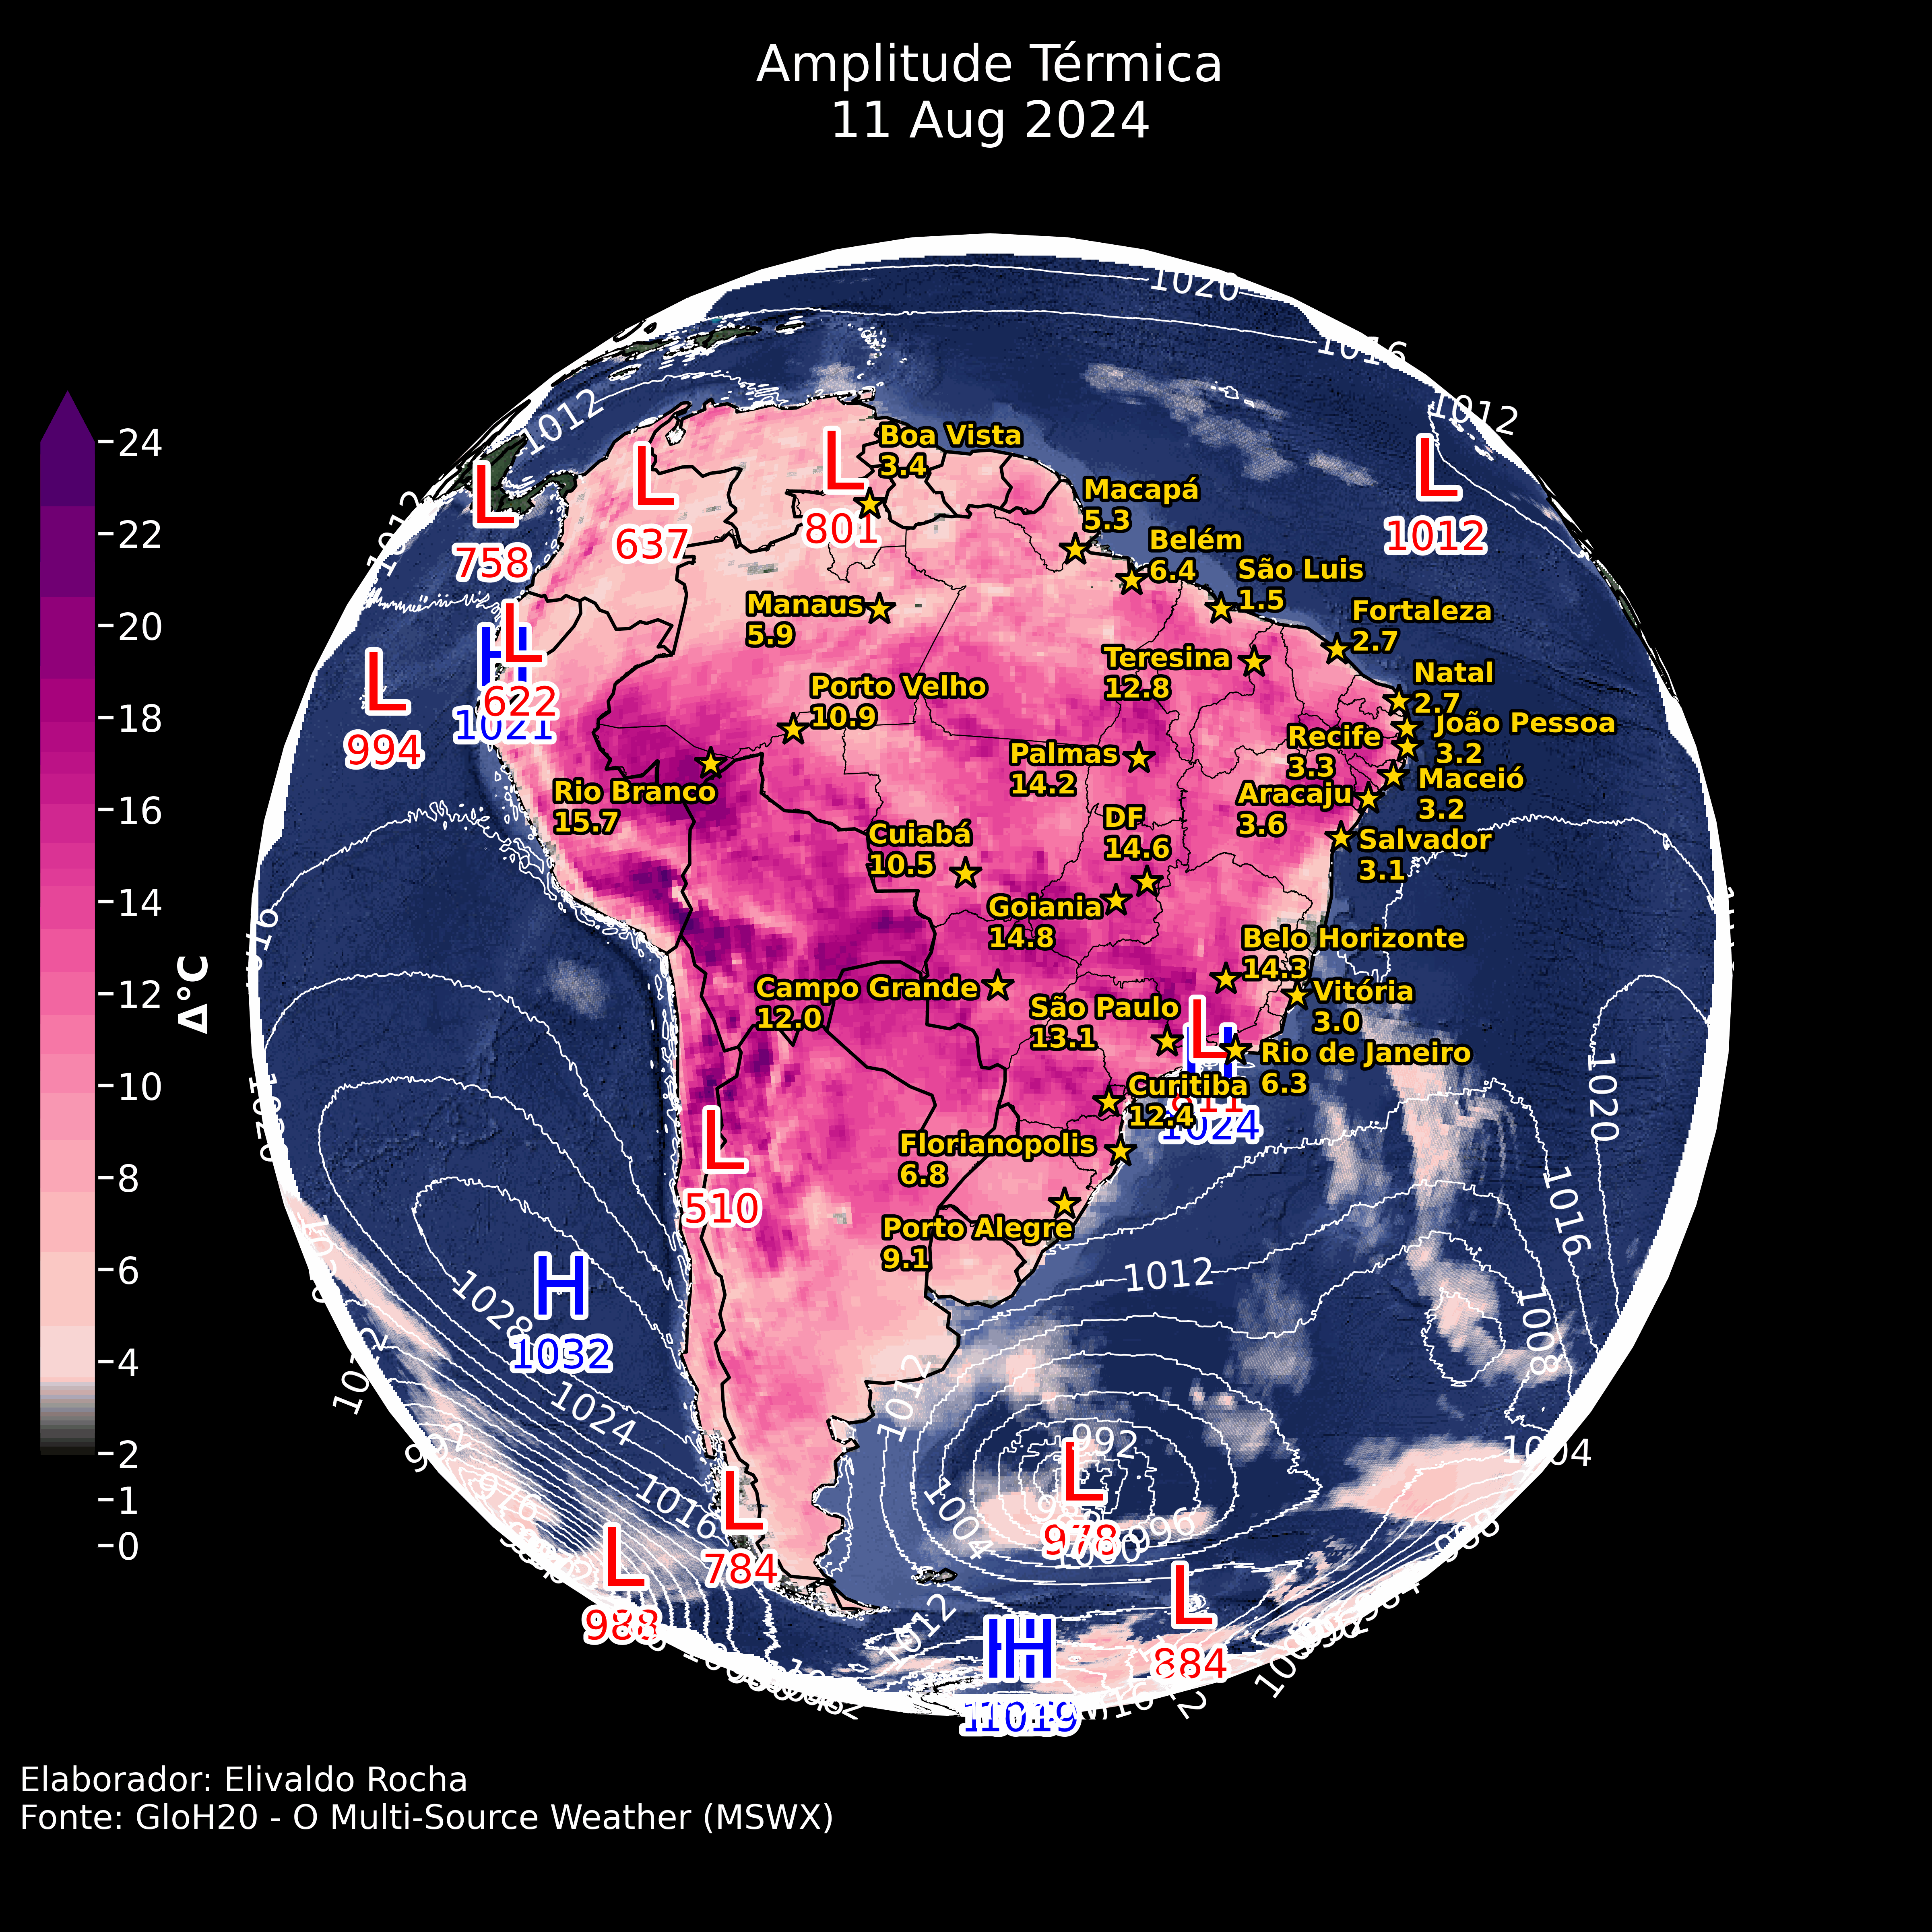 Amplitude Térmica
11 Aug 2024
1020
1016
1012
1012
1012
24
22
20
18
16
14
12
10
8
6
4
2
1
0
Δ°C
Boa Vista
3.4
L
801
L
637
L
758
L
1012
Macapá
5.3
Belém
6.4
São Luis
1.5
Fortaleza
2.7
Manaus
5.9
Teresina
12.8
Natal
2.7
João Pessoa
3.2
Recife
3.3
Maceió
3.2
Aracaju
3.6
Salvador
3.1
L
622
H
1021
L
994
Porto Velho
10.9
Rio Branco
15.7
Palmas
14.2
DF
14.6
Cuiabá
10.5
Goiania
14.8
Belo Horizonte
14.3
Vitória
3.0
Campo Grande
12.0
São Paulo
13.1
L
H
1024
Rio de Janeiro
6.3
Curitiba
12.4
Florianopolis
6.8
Porto Alegre
9.1
L
510
1020
1020
1016
1016
1012
1008
1004
H
1032
1028
1024
1016
1012
1012
976
992
L
978
996
1004
1000
L
784
L
988
988
L
884
H
H
1019
1012
Elaborador: Elivaldo Rocha
Fonte: GloH20 - O Multi-Source Weather (MSWX)